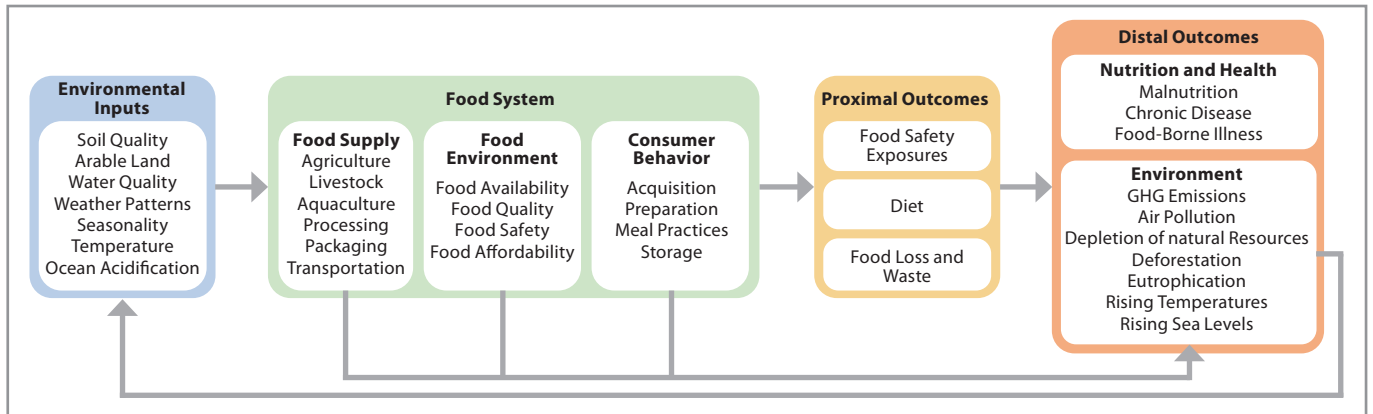 Environmental
Inputs
Soil Quality
Arable Land
Water Quality
Weather Patterns
Seasonality
Temperature
Ocean Acidification
Food System
Food Supply
Agriculture
Livestock
Aquaculture
Processing
Packaging
Transportation
Food
Environment
Food Availability
Food Quality
Food Safety
Food Affordability
Consumer
Behavior
Acquisition
Preparation
Meal Practices
Storage
Proximal Outcomes
Food Safety
Exposures
Diet
Food Loss and
Waste
Distal Outcomes
Nutrition and Health
Malnutrition
Chronic Disease
Food-Borne Illness
Environment
GHG Emissions
Air Pollution
Depletion of natural Resources
Deforestation
Eutrophication
Rising Temperatures
Rising Sea Levels